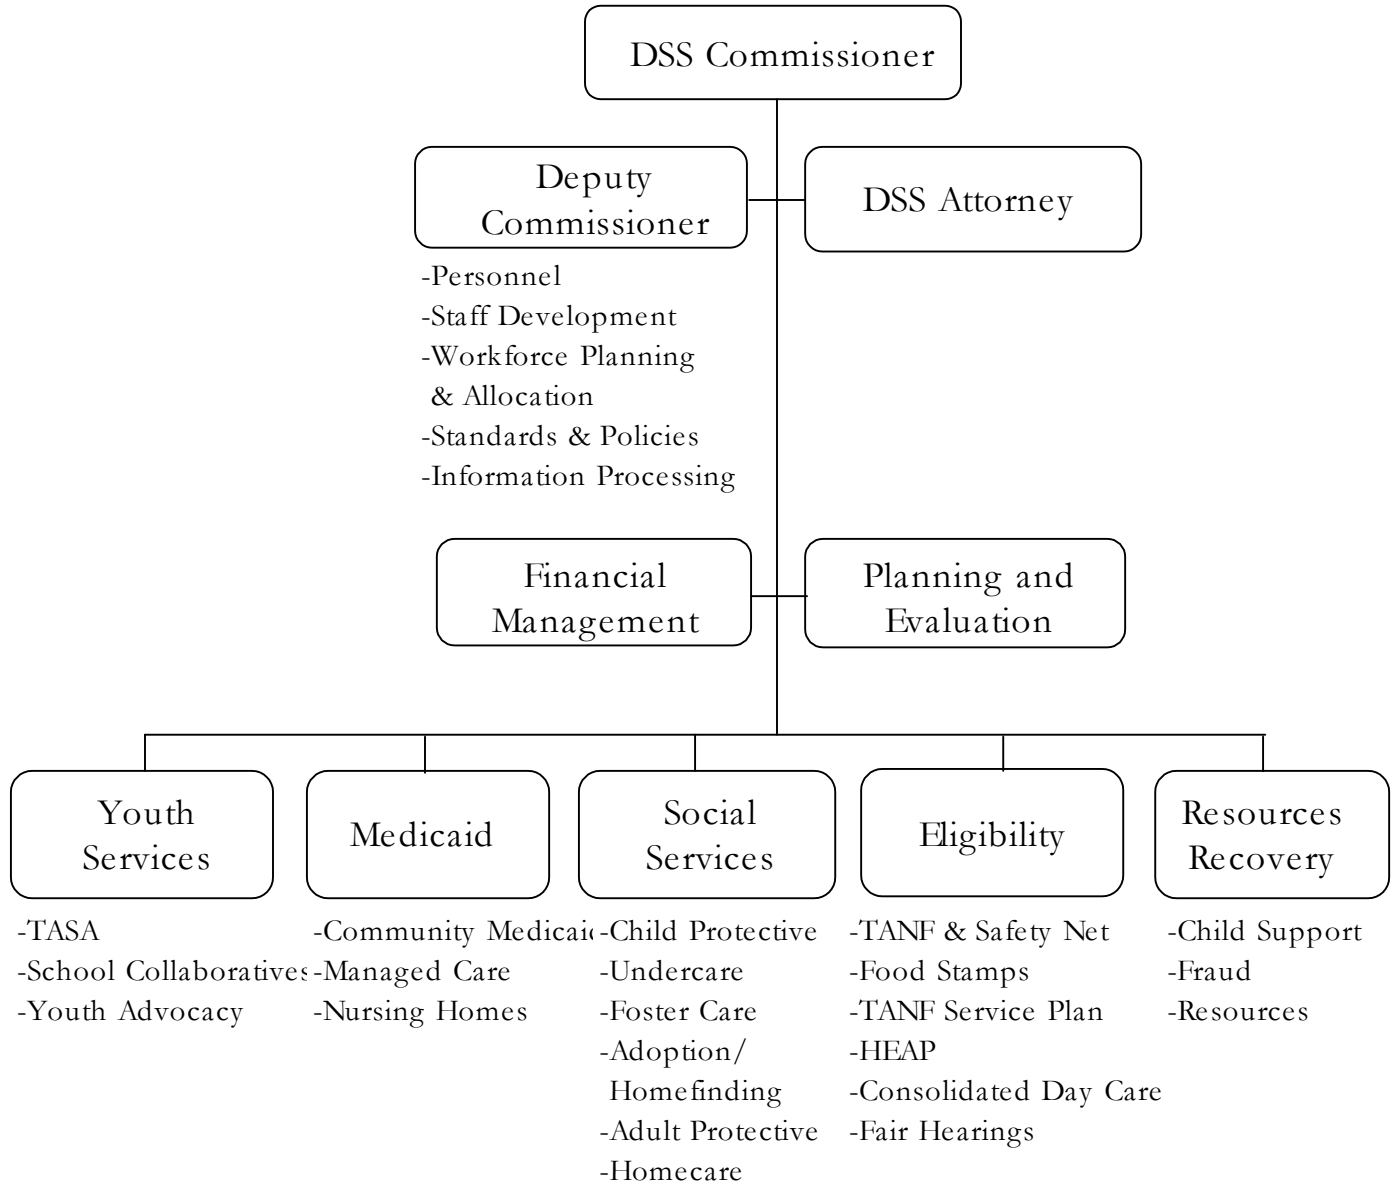 DSS Commissioner
Deputy
Commissioner
DSS Attorney
-Personnel
-Staff Development
-Workforce Planning
& Allocation
-Standards & Policies
-Information Processing
Financial
Management
Planning and
Evaluation
Youth
Services
Medicaid
Social
Services
Eligibility
Resources
Recovery
-TASA
-School Collaboratives
-Youth Advocacy
-Community Medicaid
-Managed Care
-Nursing Homes
-Child Protective
-Undercare
-Foster Care
-Adoption/
Homefinding
-Adult Protective
-Homecare
-TANF & Safety Net
-Food Stamps
-TANF Service Plan
-HEAP
-Consolidated Day Care
-Fair Hearings
-Child Support
-Fraud
-Resources